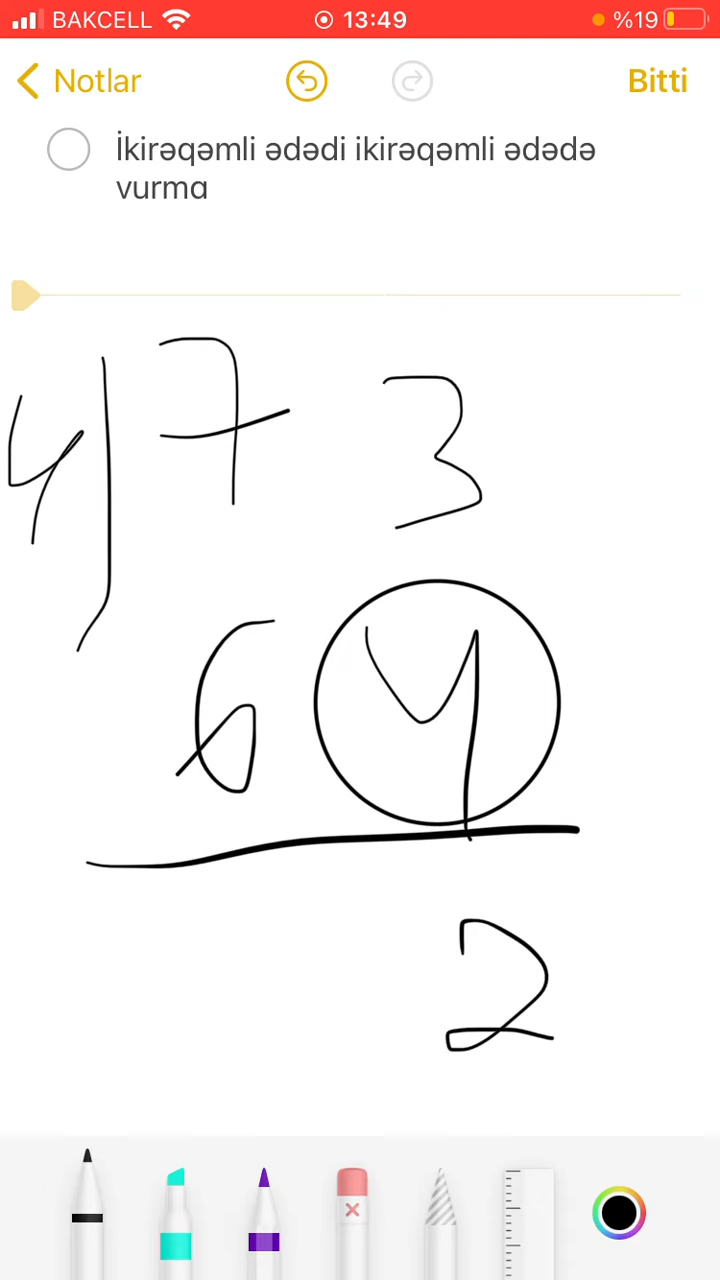 BAKCELL 13:49 %19
Notlar Bitti
İkirəqəmli ədədi ikirəqəmli ədədə
vurma
4) 7 3
6 4
2